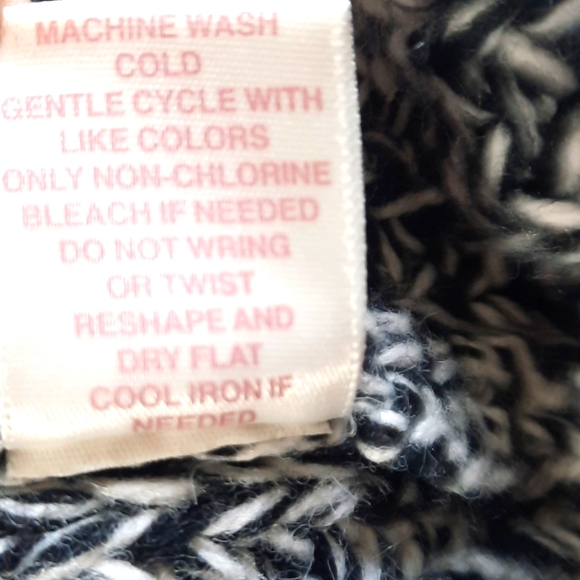 MACHINE WASH
COLD
GENTLE CYCLE WITH
LIKE COLORS
ONLY NON-CHLORINE
BLEACH IF NEEDED
DO NOT WRING
OR TWIST
RESHAPE AND
DRY FLAT
COOL IRON IF
NEEDED